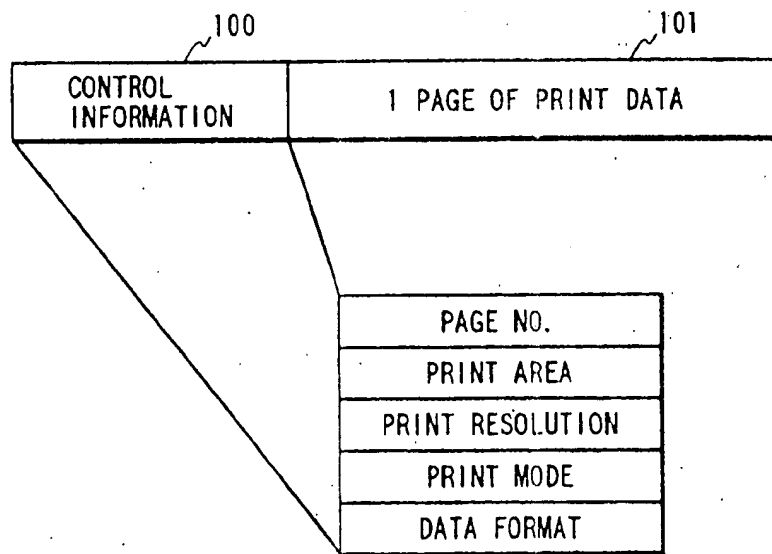 100
101
CONTROL
INFORMATION
1 PAGE OF PRINT DATA
PAGE NO.
PRINT AREA
PRINT RESOLUTION
PRINT MODE
DATA FORMAT